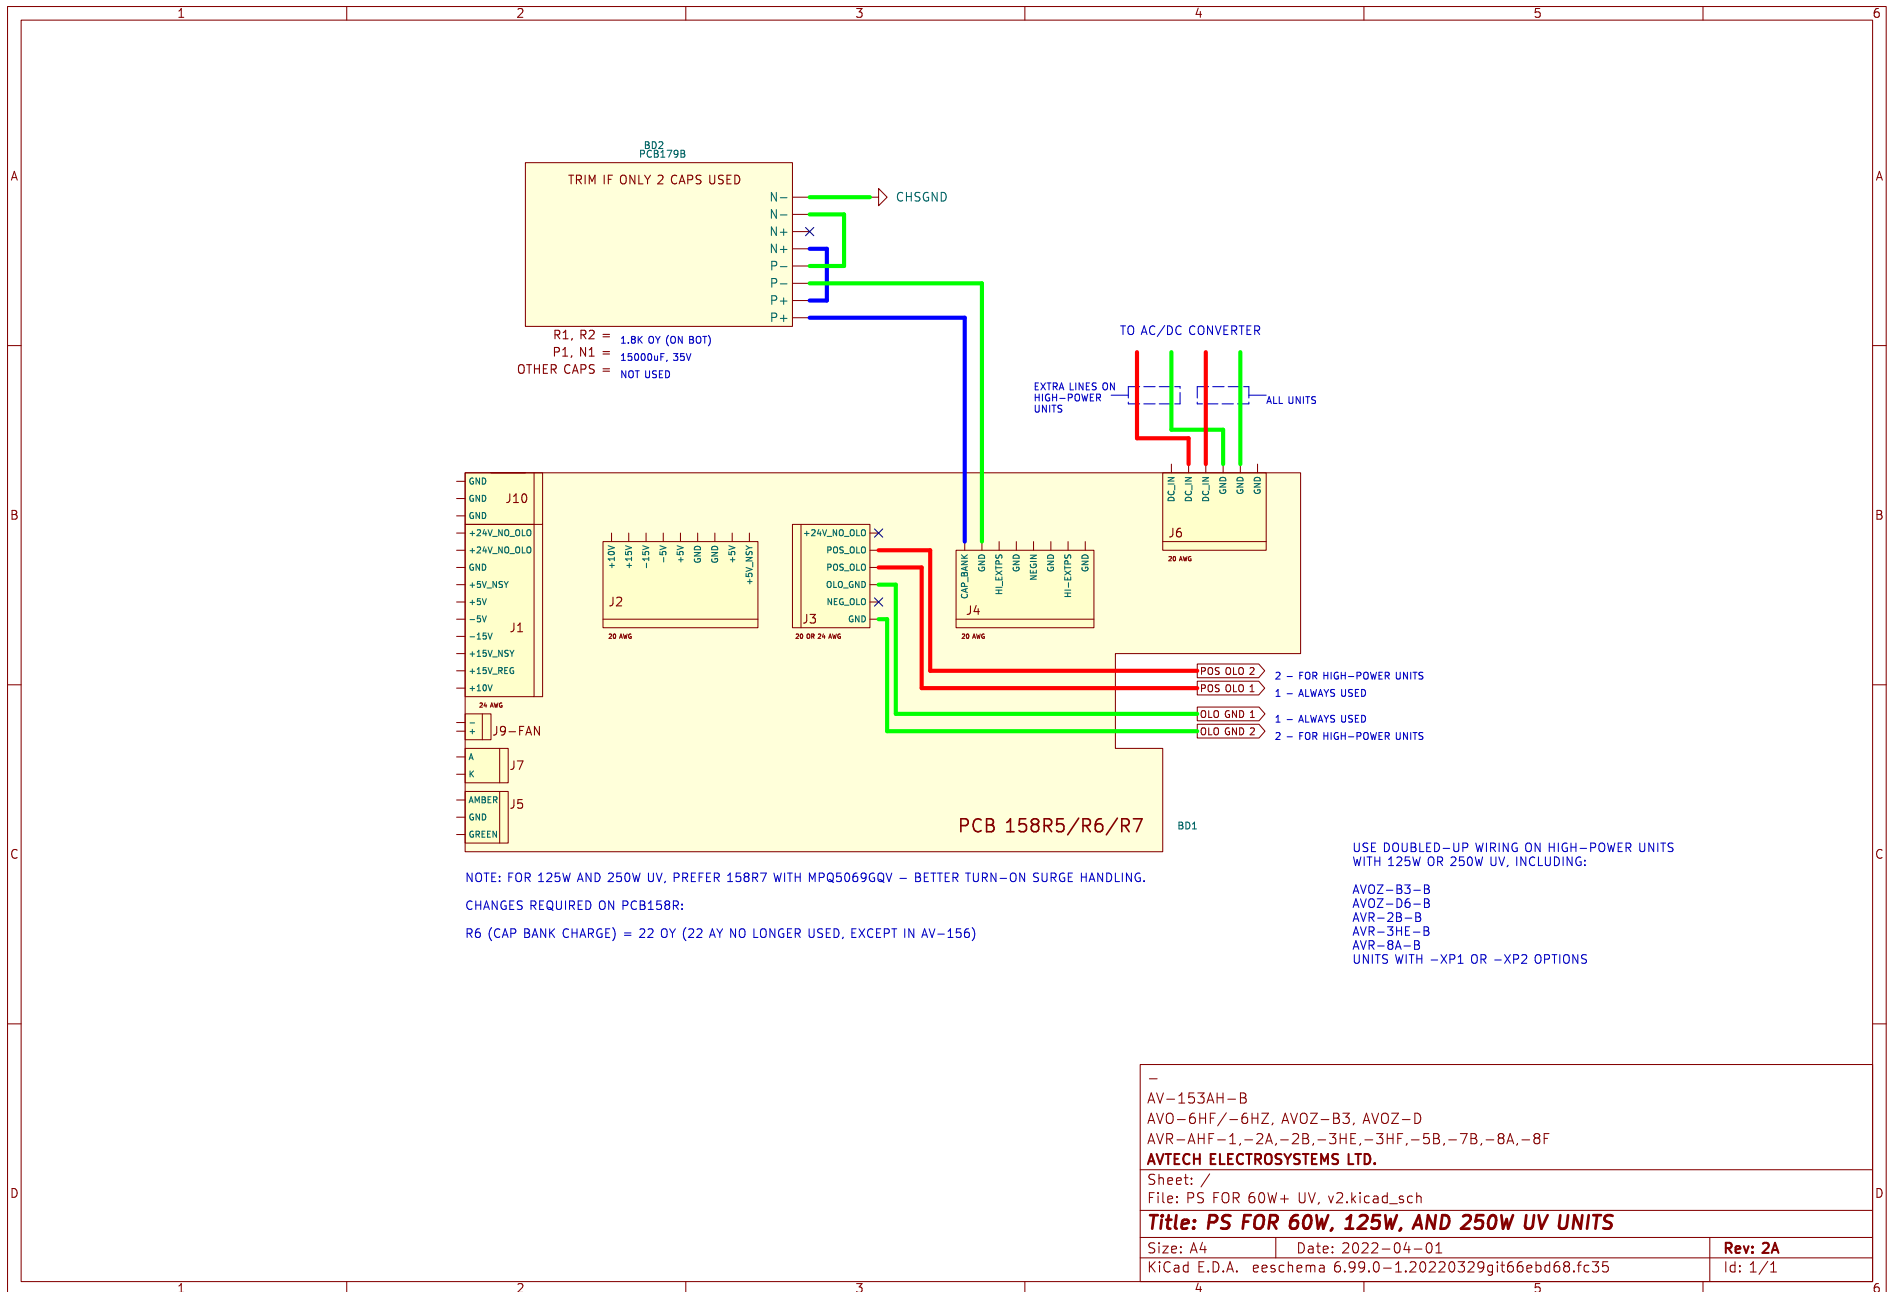 1 2 3 4 5 6
A A
B B
C C
D D
BD2
PCB179B
TRIM IF ONLY 2 CAPS USED
N-
N-
N+
N+
P-
P-
P+
P+
CHSGND
R1, R2 = 1.8K OY (ON BOT)
P1, N1 = 15000uF, 35V
OTHER CAPS = NOT USED
TO AC/DC CONVERTER
EXTRA LINES ON
HIGH-POWER
UNITS
ALL UNITS
DC_IN
DC_IN
DC_IN
GND
GND
GND
J6
20 AWG
GND
GND
GND
J10
+24V_NO_OLO
+24V_NO_OLO
GND
+5V_NSY
+5V
-5V
-15V
+15V_NSY
+15V_REG
+10V
J1
24 AWG
+10V
+15V
-15V
-5V
+5V
GND
GND
+5V
+5V_NSY
J2
20 AWG
+24V_NO_OLO
POS_OLO
POS_OLO
OLO_GND
NEG_OLO
GND
J3
20 OR 24 AWG
CAP_BANK
GND
HI_EXTPS
GND
NEGIN
GND
HI-EXTPS
GND
J4
20 AWG
POS OLO 2
2 - FOR HIGH-POWER UNITS
POS OLO 1
1 - ALWAYS USED
OLO GND 1
1 - ALWAYS USED
OLO GND 2
2 - FOR HIGH-POWER UNITS
-
+
J9-FAN
A
K
J7
AMBER
GND
GREEN
J5
PCB 158R5/R6/R7
BD1
NOTE: FOR 125W AND 250W UV, PREFER 158R7 WITH MPQ5069GQV - BETTER TURN-ON SURGE HANDLING.
CHANGES REQUIRED ON PCB158R:
R6 (CAP BANK CHARGE) = 22 OY (22 AY NO LONGER USED, EXCEPT IN AV-156)
USE DOUBLED-UP WIRING ON HIGH-POWER UNITS
WITH 125W OR 250W UV, INCLUDING:
AVOZ-B3-B
AVOZ-D6-B
AVR-2B-B
AVR-3HE-B
AVR-8A-B
UNITS WITH -XP1 OR -XP2 OPTIONS
-
AV-153AH-B
AVO-6HF/-6HZ, AVOZ-B3, AVOZ-D
AVR-AHF-1,-2A,-2B,-3HE,-3HF,-5B,-7B,-8A,-8F
AVTECH ELECTROSYSTEMS LTD.
Sheet: /
File: PS FOR 60W+ UV, v2.kicad_sch
Title: PS FOR 60W, 125W, AND 250W UV UNITS
Size: A4 Date: 2022-04-01 Rev: 2A
KiCad E.D.A. eeschema 6.99.0-1.20220329git66ebd68.fc35 Id: 1/1
1 2 3 4 5 6